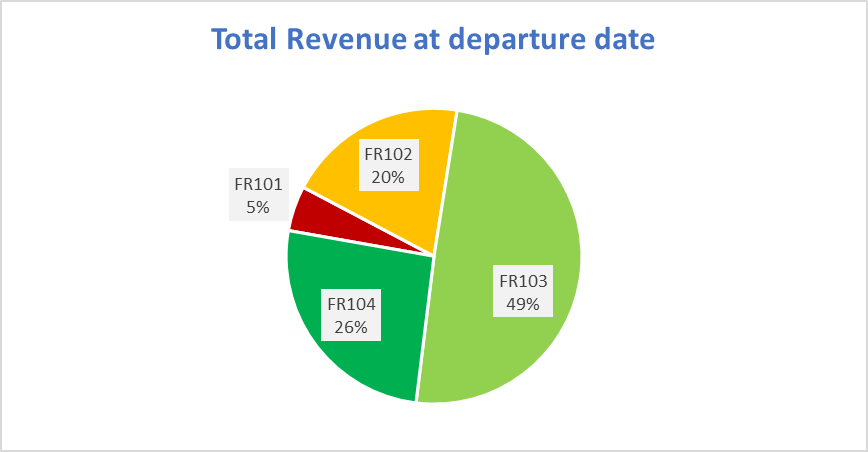 Total Revenue at departure date
FR102
20%
FR101
5%
FR103
49%
FR104
26%